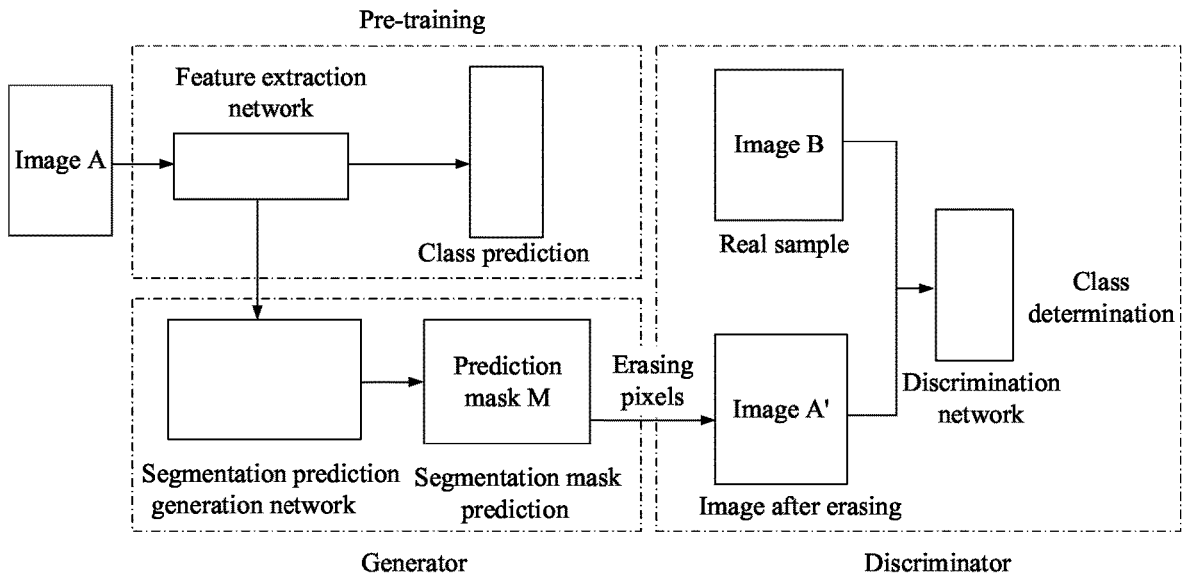 Pre-training
Image A
Feature extraction
network
Class prediction
Segmentation prediction
generation network
Prediction
mask M
Segmentation mask
prediction
Generator
Erasing
pixels
Image B
Real sample
Image A'
Image after erasing
Discrimination
network
Class
determination
Discriminator